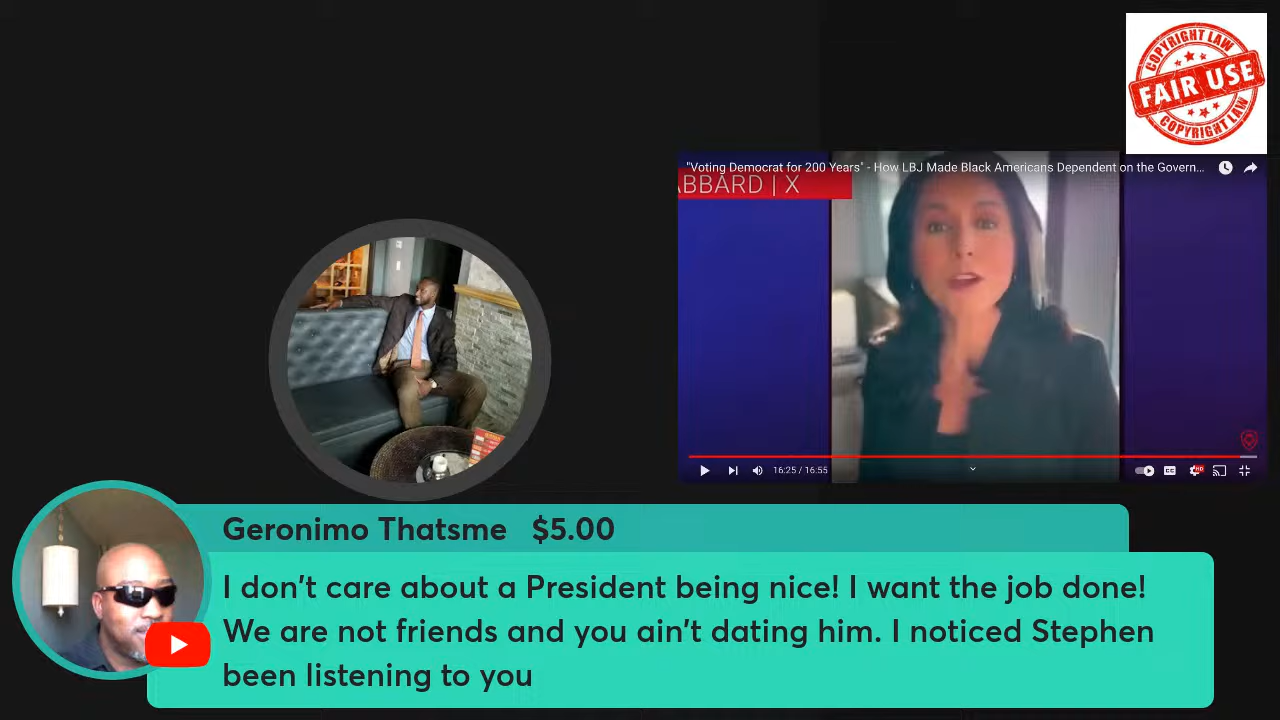 COPYRIGHT LAW
FAIR USE
COPYRIGHT LAW
"Voting Democrat for 200 Years" - How LBJ Made Black Americans Dependent on the Govern...
ABBARD | X
16:25 / 16:55
CC
HD
Geronimo Thatsme $5.00
I don't care about a President being nice! I want the job done!
We are not friends and you ain't dating him. I noticed Stephen
been listening to you